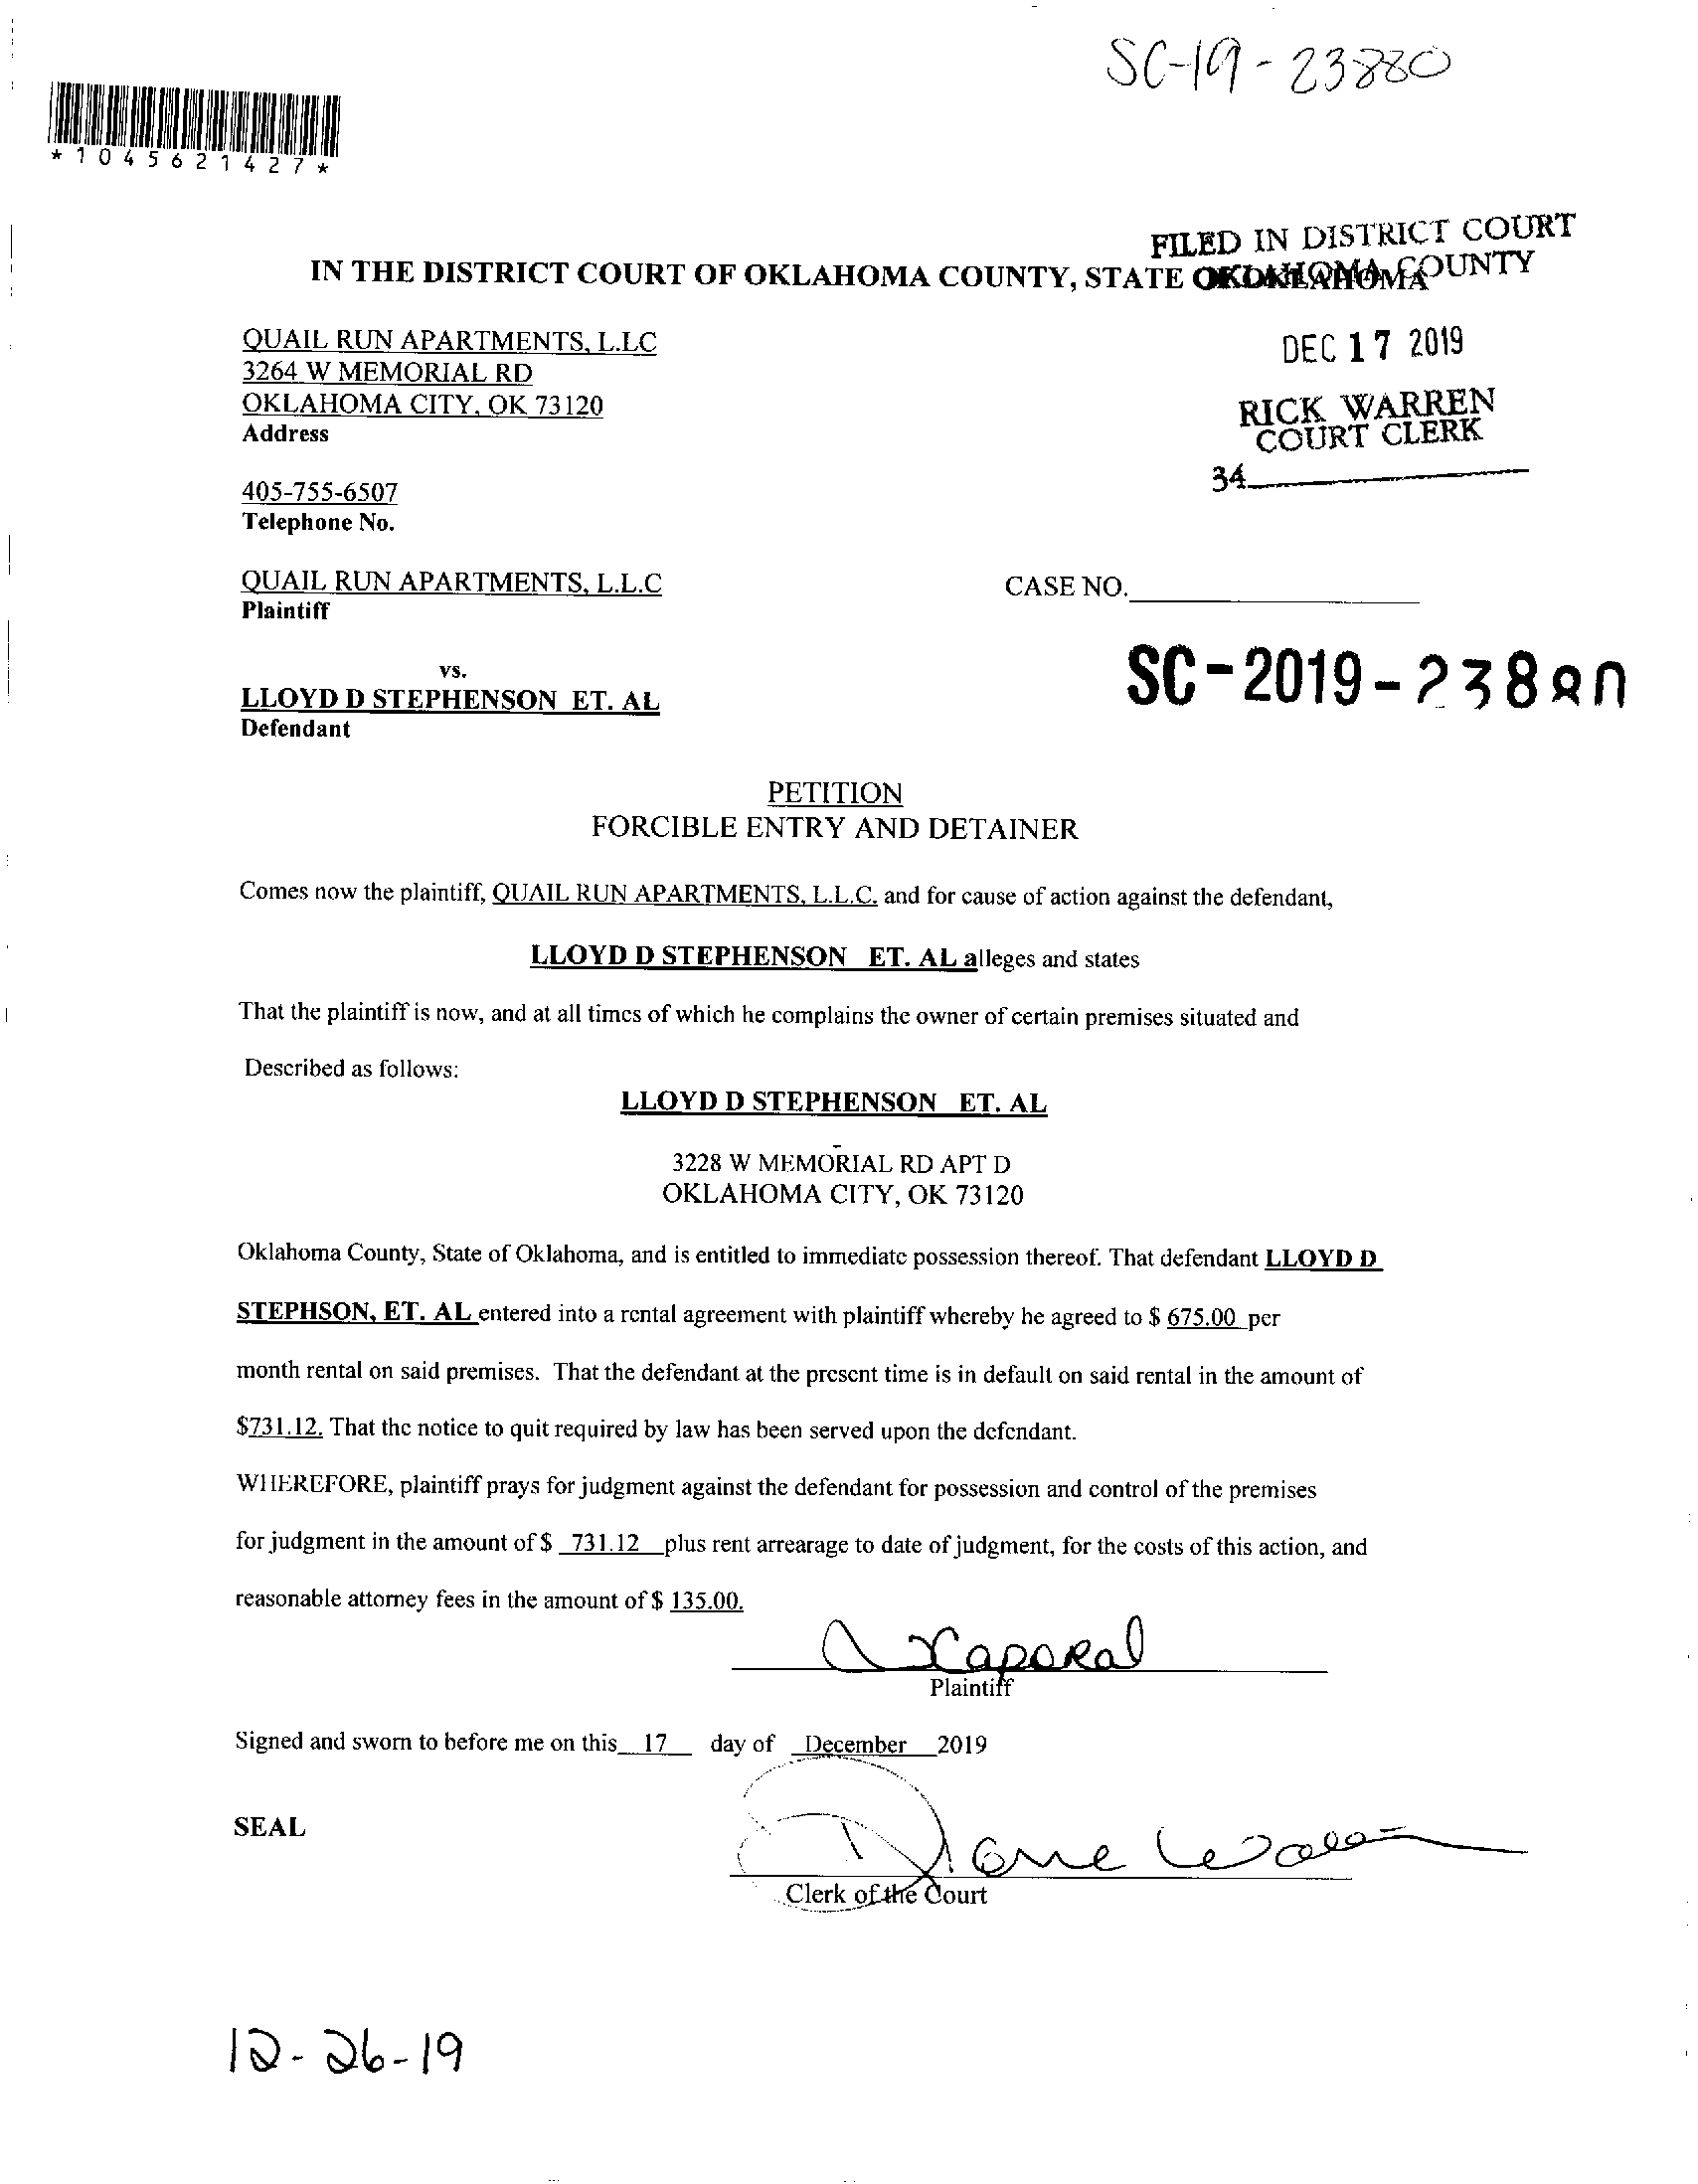 SC-19-23880
*1045621427*
FILED IN DISTRICT COURT
OKLAHOMA COUNTY
IN THE DISTRICT COURT OF OKLAHOMA COUNTY, STATE OF OKLAHOMA
QUAIL RUN APARTMENTS, L.LC
3264 W MEMORIAL RD
OKLAHOMA CITY, OK 73120
Address
DEC 17 2019
RICK WARREN
COURT CLERK
34
405-755-6507
Telephone No.
QUAIL RUN APARTMENTS, L.L.C
Plaintiff
CASE NO.
vs.
LLOYD D STEPHENSON ET. AL
Defendant
SC-2019-23880
PETITION
FORCIBLE ENTRY AND DETAINER
Comes now the plaintiff, QUAIL RUN APARTMENTS, L.L.C. and for cause of action against the defendant,
LLOYD D STEPHENSON ET. AL alleges and states
That the plaintiff is now, and at all times of which he complains the owner of certain premises situated and
Described as follows:
LLOYD D STEPHENSON ET. AL
3228 W MEMORIAL RD APT D
OKLAHOMA CITY, OK 73120
Oklahoma County, State of Oklahoma, and is entitled to immediate possession thereof. That defendant LLOYD D
STEPHSON, ET. AL entered into a rental agreement with plaintiff whereby he agreed to $ 675.00 per
month rental on said premises. That the defendant at the present time is in default on said rental in the amount of
$731.12. That the notice to quit required by law has been served upon the defendant.
WHEREFORE, plaintiff prays for judgment against the defendant for possession and control of the premises
for judgment in the amount of $ 731.12 plus rent arrearage to date of judgment, for the costs of this action, and
reasonable attorney fees in the amount of $ 135.00.
Plaintiff
Signed and sworn to before me on this 17 day of December 2019
SEAL
Clerk of the Court
12-26-19